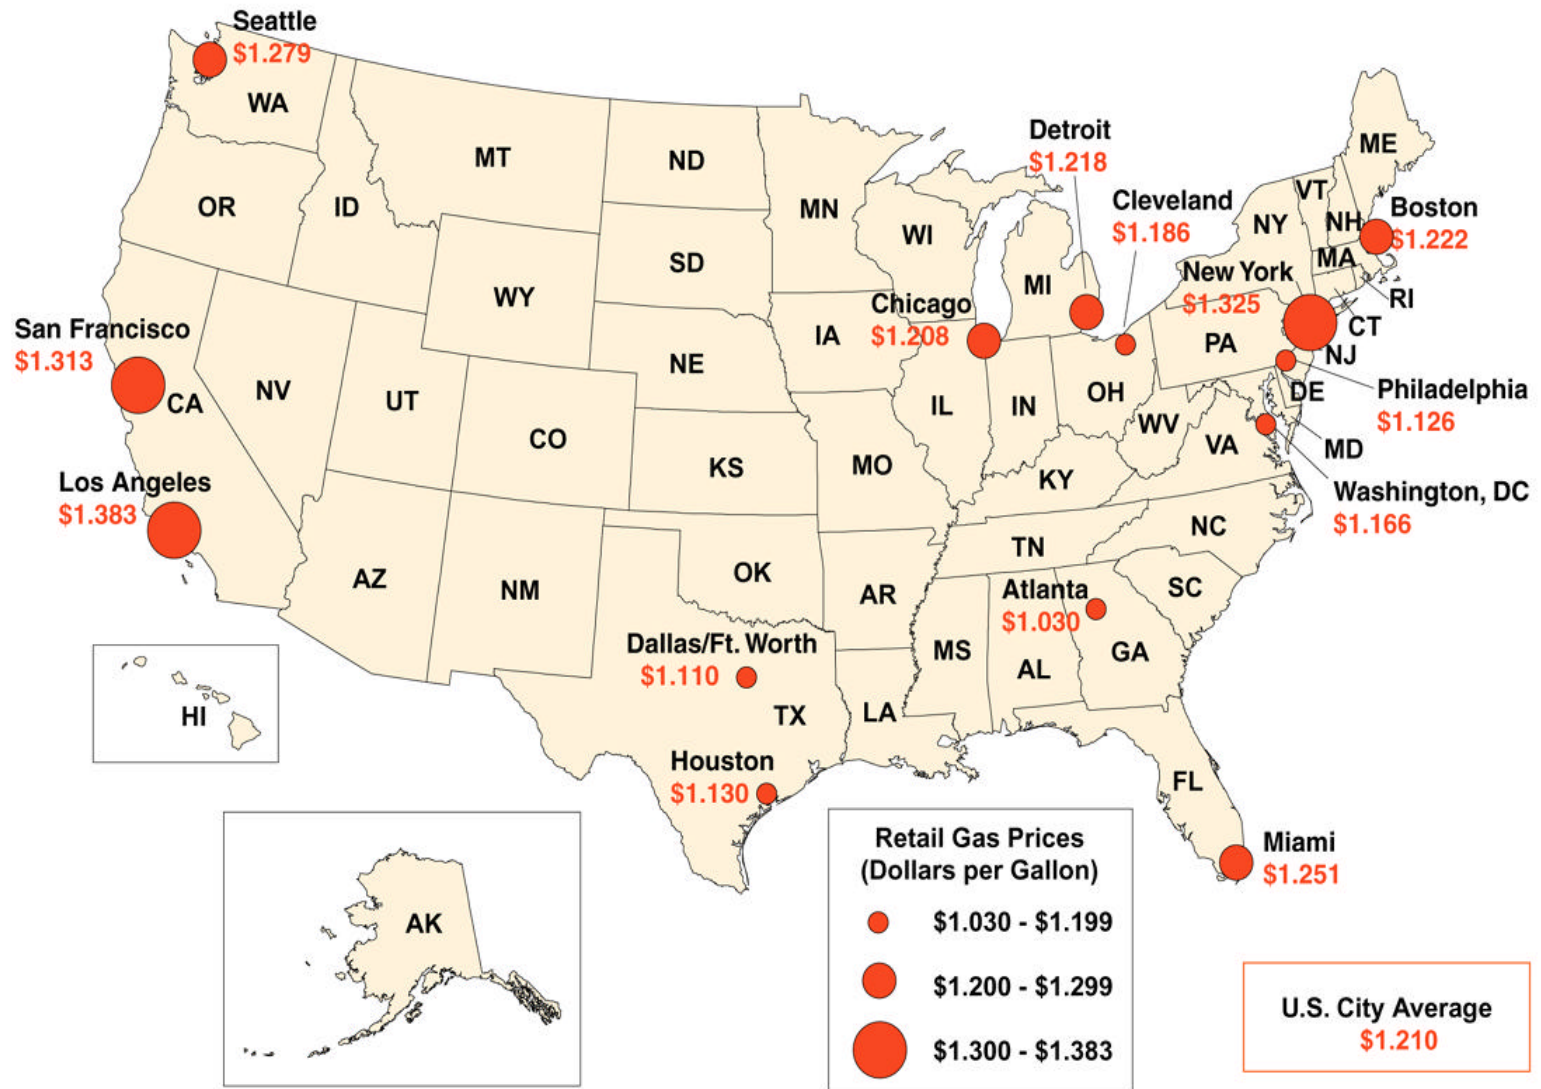 Seattle
$1.279
WA
MT
ND
MN
OR
ID
WI
SD
WY
Detroit
$1.218
Cleveland
$1.186
ME
VT
NH
NY
Boston
$1.222
MA
RI
CT
New York
$1.325
NJ
MI
Chicago
$1.208
IA
NE
PA
San Francisco
$1.313
CA
NV
UT
CO
IL
IN
OH
DE
Philadelphia
$1.126
WV
VA
MD
KS
MO
KY
Washington, DC
$1.166
Los Angeles
$1.383
AZ
NM
OK
AR
TN
NC
SC
Atlanta
$1.030
GA
MS
AL
Dallas/Ft. Worth
$1.110
TX
LA
Houston
$1.130
FL
Miami
$1.251
HI
AK
Retail Gas Prices
(Dollars per Gallon)
$1.030 - $1.199
$1.200 - $1.299
$1.300 - $1.383
U.S. City Average
$1.210